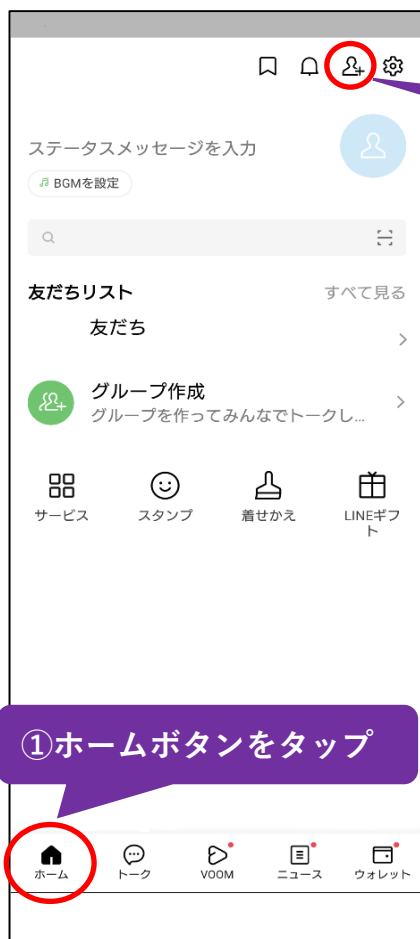 ステータスメッセージを入力
BGMを設定
友だちリスト
すべて見る
友だち
グループ作成
グループを作ってみんなでトークし...
サービス
スタンプ
着せかえ
LINEギフ
ト
①ホームボタンをタップ
ホーム
トーク
VOOM
ニュース
ウォレット